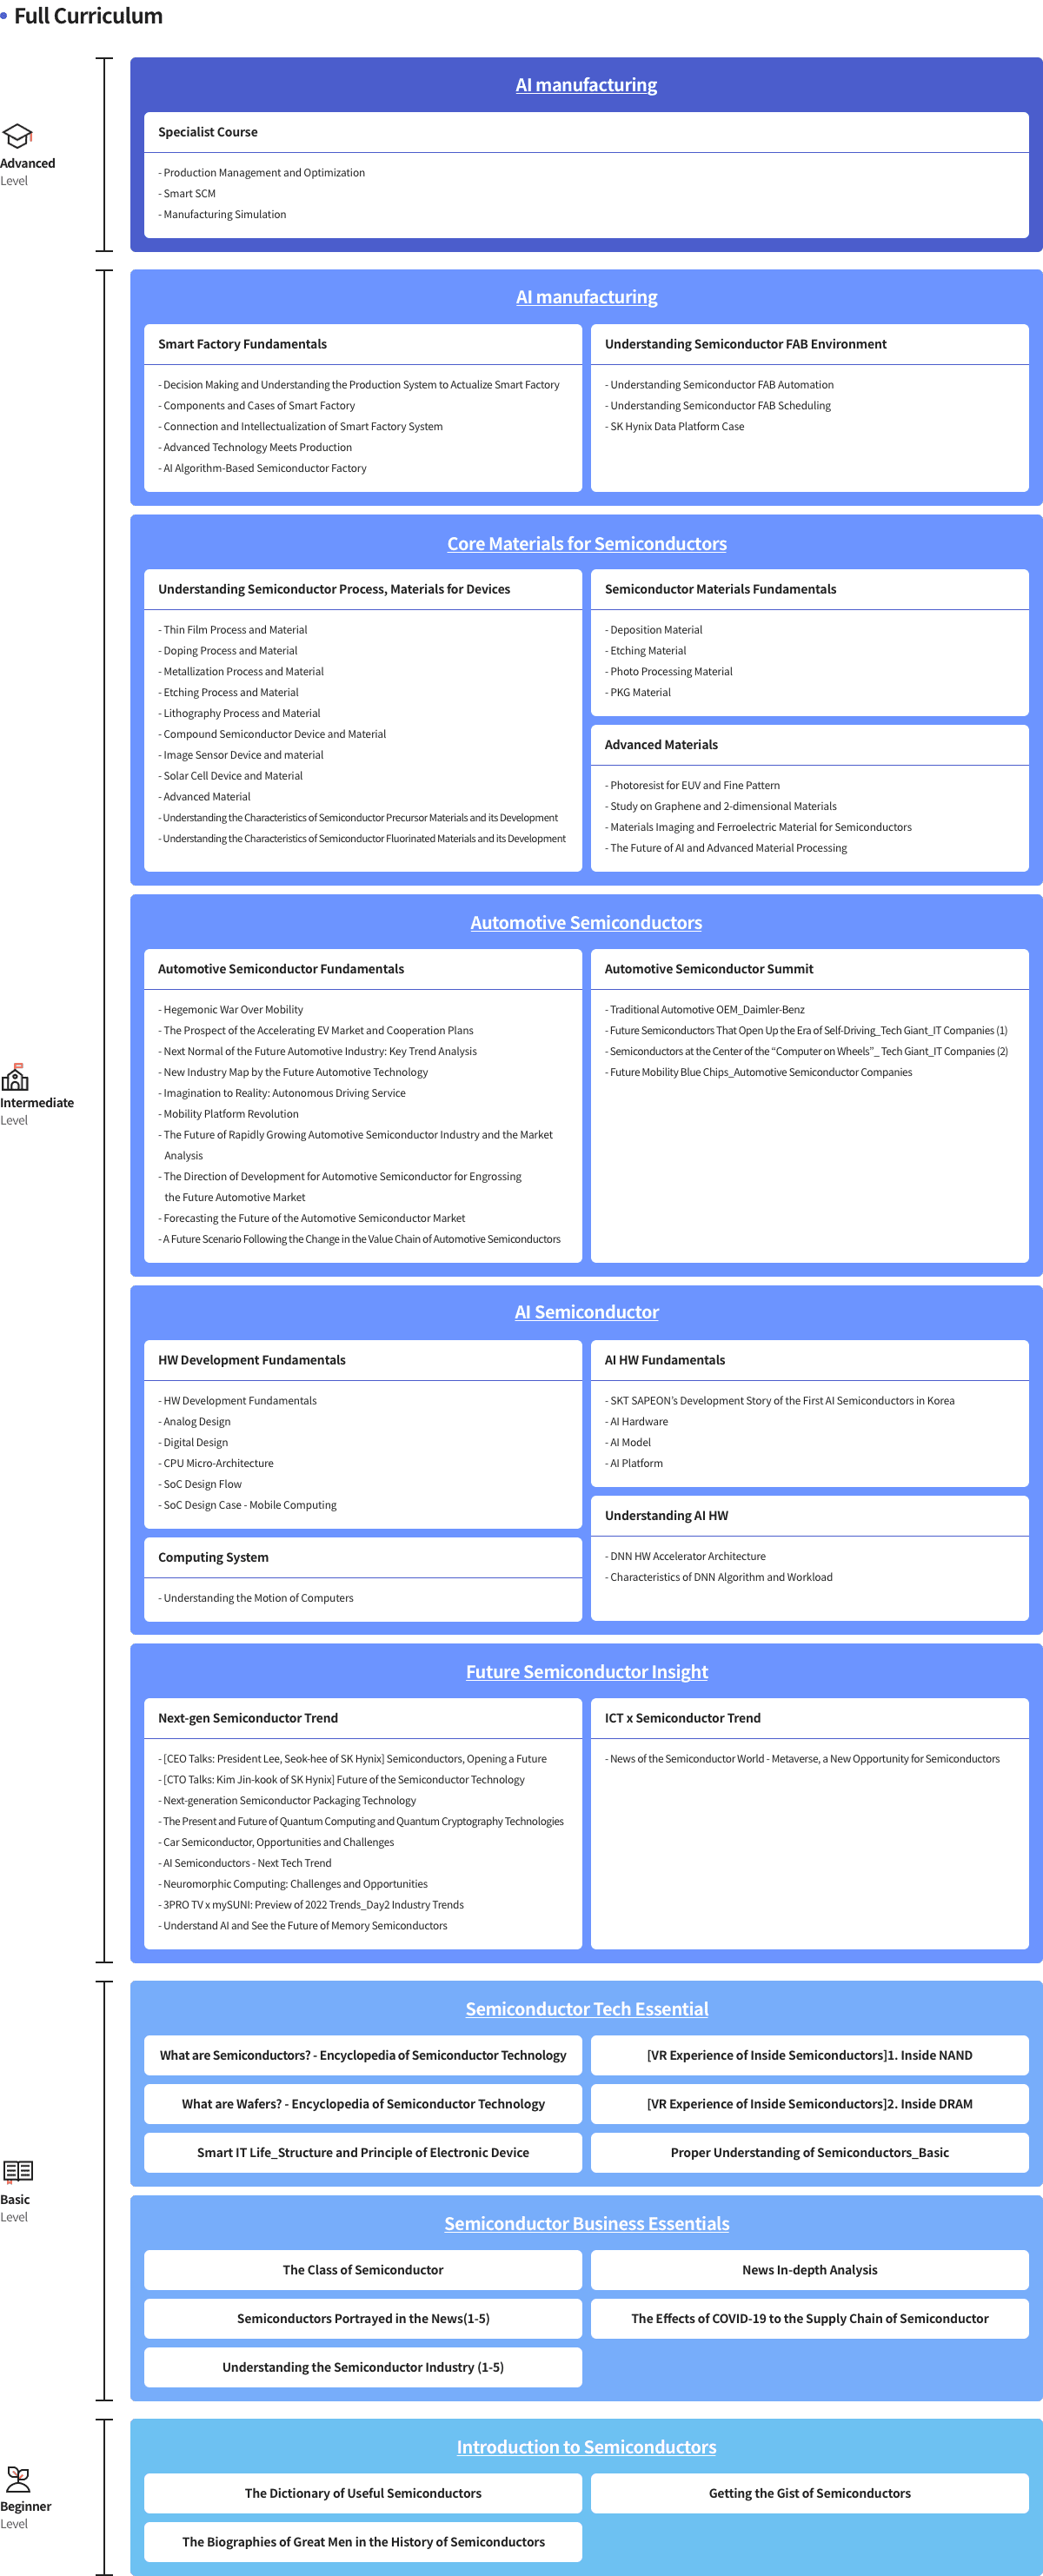 Full Curriculum
Advanced
Level
AI manufacturing
Specialist Course
- Production Management and Optimization
- Smart SCM
- Manufacturing Simulation
Intermediate
Level
AI manufacturing
Smart Factory Fundamentals
- Decision Making and Understanding the Production System to Actualize Smart Factory
- Components and Cases of Smart Factory
- Connection and Intellectualization of Smart Factory System
- Advanced Technology Meets Production
- AI Algorithm-Based Semiconductor Factory
Understanding Semiconductor FAB Environment
- Understanding Semiconductor FAB Automation
- Understanding Semiconductor FAB Scheduling
- SK Hynix Data Platform Case
Core Materials for Semiconductors
Understanding Semiconductor Process, Materials for Devices
- Thin Film Process and Material
- Doping Process and Material
- Metallization Process and Material
- Etching Process and Material
- Lithography Process and Material
- Compound Semiconductor Device and Material
- Image Sensor Device and material
- Solar Cell Device and Material
- Advanced Material
- Understanding the Characteristics of Semiconductor Precursor Materials and its Development
- Understanding the Characteristics of Semiconductor Fluorinated Materials and its Development
Semiconductor Materials Fundamentals
- Deposition Material
- Etching Material
- Photo Processing Material
- PKG Material
Advanced Materials
- Photoresist for EUV and Fine Pattern
- Study on Graphene and 2-dimensional Materials
- Materials Imaging and Ferroelectric Material for Semiconductors
- The Future of AI and Advanced Material Processing
Automotive Semiconductors
Automotive Semiconductor Fundamentals
- Hegemonic War Over Mobility
- The Prospect of the Accelerating EV Market and Cooperation Plans
- Next Normal of the Future Automotive Industry: Key Trend Analysis
- New Industry Map by the Future Automotive Technology
- Imagination to Reality: Autonomous Driving Service
- Mobility Platform Revolution
- The Future of Rapidly Growing Automotive Semiconductor Industry and the Market
Analysis
- The Direction of Development for Automotive Semiconductor for Engrossing
the Future Automotive Market
- Forecasting the Future of the Automotive Semiconductor Market
- A Future Scenario Following the Change in the Value Chain of Automotive Semiconductors
Automotive Semiconductor Summit
- Traditional Automotive OEM_Daimler-Benz
- Future Semiconductors That Open Up the Era of Self-Driving_Tech Giant_IT Companies (1)
- Semiconductors at the Center of the “Computer on Wheels”_ Tech Giant_IT Companies (2)
- Future Mobility Blue Chips_Automotive Semiconductor Companies
AI Semiconductor
HW Development Fundamentals
- HW Development Fundamentals
- Analog Design
- Digital Design
- CPU Micro-Architecture
- SoC Design Flow
- SoC Design Case - Mobile Computing
Computing System
- Understanding the Motion of Computers
AI HW Fundamentals
- SKT SAPEON’s Development Story of the First AI Semiconductors in Korea
- AI Hardware
- AI Model
- AI Platform
Understanding AI HW
- DNN HW Accelerator Architecture
- Characteristics of DNN Algorithm and Workload
Future Semiconductor Insight
Next-gen Semiconductor Trend
- [CEO Talks: President Lee, Seok-hee of SK Hynix] Semiconductors, Opening a Future
- [CTO Talks: Kim Jin-kook of SK Hynix] Future of the Semiconductor Technology
- Next-generation Semiconductor Packaging Technology
- The Present and Future of Quantum Computing and Quantum Cryptography Technologies
- Car Semiconductor, Opportunities and Challenges
- AI Semiconductors - Next Tech Trend
- Neuromorphic Computing: Challenges and Opportunities
- 3PRO TV x mySUNI: Preview of 2022 Trends_Day2 Industry Trends
- Understand AI and See the Future of Memory Semiconductors
ICT x Semiconductor Trend
- News of the Semiconductor World - Metaverse, a New Opportunity for Semiconductors
Basic
Level
Semiconductor Tech Essential
What are Semiconductors? - Encyclopedia of Semiconductor Technology
[VR Experience of Inside Semiconductors]1. Inside NAND
What are Wafers? - Encyclopedia of Semiconductor Technology
[VR Experience of Inside Semiconductors]2. Inside DRAM
Smart IT Life_Structure and Principle of Electronic Device
Proper Understanding of Semiconductors_Basic
Semiconductor Business Essentials
The Class of Semiconductor
News In-depth Analysis
Semiconductors Portrayed in the News(1-5)
The Effects of COVID-19 to the Supply Chain of Semiconductor
Understanding the Semiconductor Industry (1-5)
Beginner
Level
Introduction to Semiconductors
The Dictionary of Useful Semiconductors
Getting the Gist of Semiconductors
The Biographies of Great Men in the History of Semiconductors